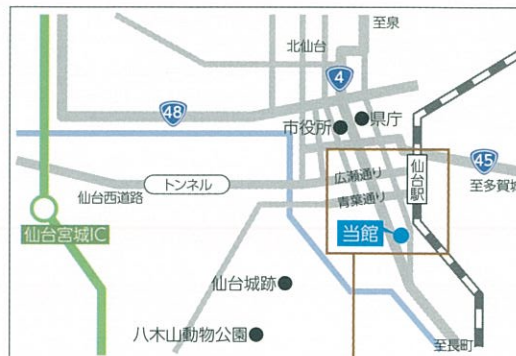 至泉
北仙台
4
48
県庁
市役所
45
広瀬通り
仙台駅
至多賀城
トンネル
青葉通り
仙台西道路
仙台宮城IC
当館
仙台城跡
八木山動物公園
至長町